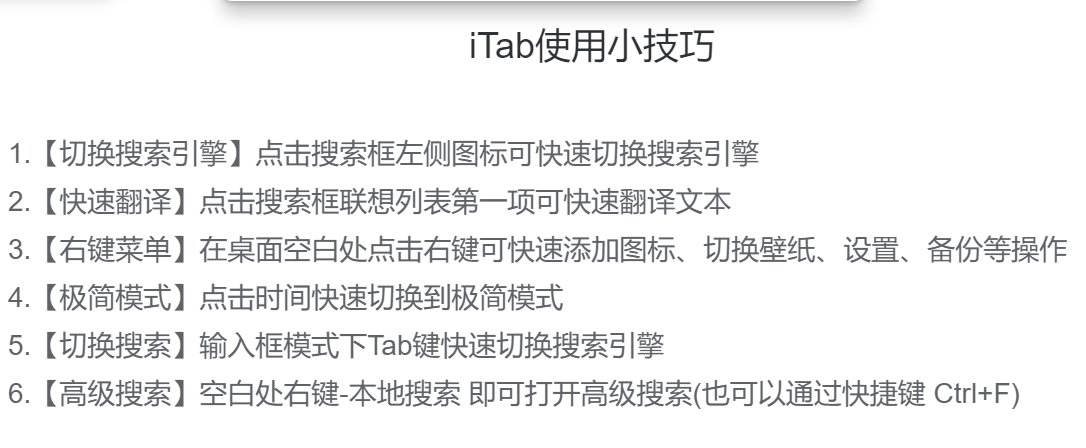 iTab使用小技巧
1.【切换搜索引擎】点击搜索框左侧图标可快速切换搜索引擎
2.【快速翻译】点击搜索框联想列表第一项可快速翻译文本
3.【右键菜单】在桌面空白处点击右键可快速添加图标、切换壁纸、设置、备份等操作
4.【极简模式】点击时间快速切换到极简模式
5.【切换搜索】输入框模式下Tab键快速切换搜索引擎
6.【高级搜索】空白处右键-本地搜索 即可打开高级搜索(也可以通过快捷键 Ctrl+F)